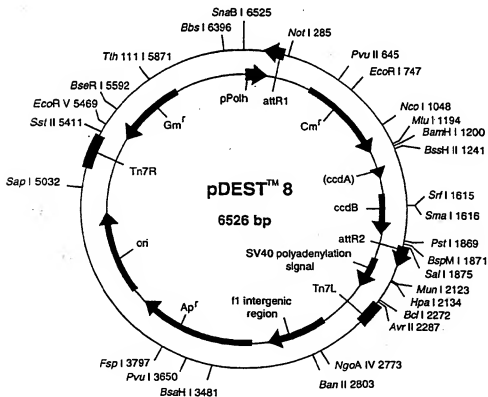 SnaB I 6525
Bbs I 6396
Not I 285
Tth 111 I 5871
Pvu II 645
EcoR I 747
BseR I 5592
EcoR V 5469
Sst II 5411
pPolh
attR1
Gmr
Cmr
Nco I 1048
Mlu I 1194
BamH I 1200
BssH II 1241
Tn7R
Sap I 5032
pDEST™ 8
6526 bp
(ccdA)
ccdB
Srf I 1615
Sma I 1616
attR2
Pst I 1869
BspM I 1871
Sal I 1875
SV40 polyadenylation
signal
ori
Tn7L
Mun I 2123
Hpa I 2134
Bcl I 2272
Avr II 2287
Apr
f1 intergenic
region
Fsp I 3797
Pvu I 3650
BsaH I 3481
NgoA IV 2773
Ban II 2803